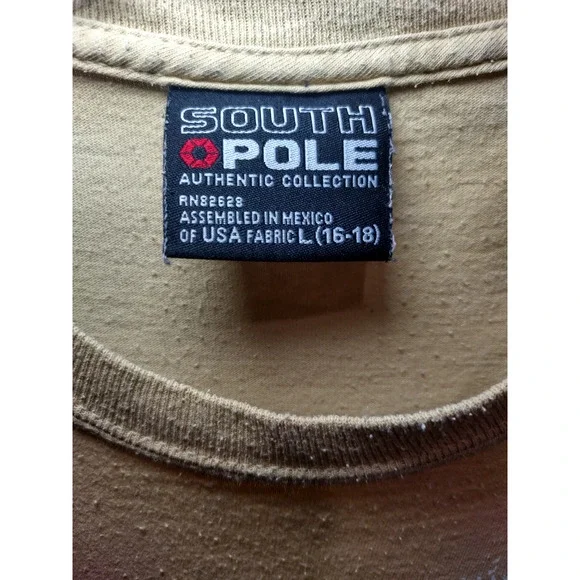 SOUTH
POLE
AUTHENTIC COLLECTION
RN82628
ASSEMBLED IN MEXICO
OF USA FABRIC L (16-18)